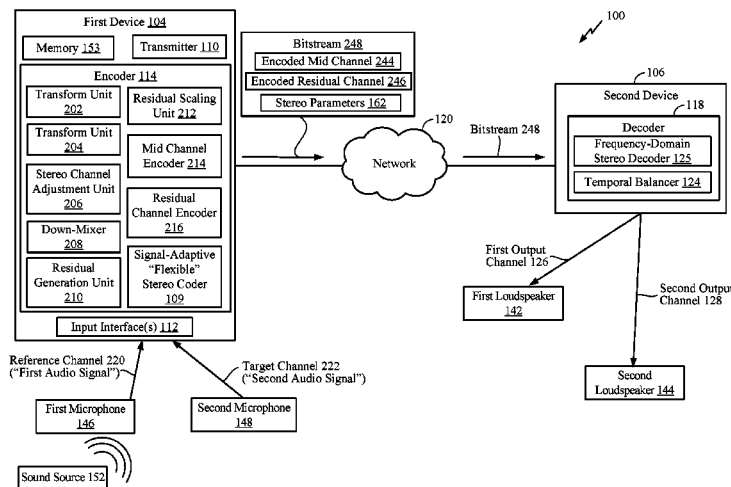 100
First Device 104
Memory 153
Transmitter 110
Encoder 114
Transform Unit
202
Transform Unit
204
Stereo Channel
Adjustment Unit
206
Down-Mixer
208
Residual
Generation Unit
210
Residual Scaling
Unit 212
Mid Channel
Encoder 214
Residual
Channel Encoder
216
Signal-Adaptive
"Flexible"
Stereo Coder
109
Input Interface(s) 112
Bitstream 248
Encoded Mid Channel 244
Encoded Residual Channel 246
Stereo Parameters 162
120
Network
Bitstream 248
106
Second Device
118
Decoder
Frequency-Domain
Stereo Decoder 125
Temporal Balancer 124
First Output
Channel 126
First Loudspeaker
142
Second Output
Channel 128
Second
Loudspeaker 144
Reference Channel 220
("First Audio Signal")
Target Channel 222
("Second Audio Signal")
First Microphone
146
Second Microphone
148
Sound Source 152